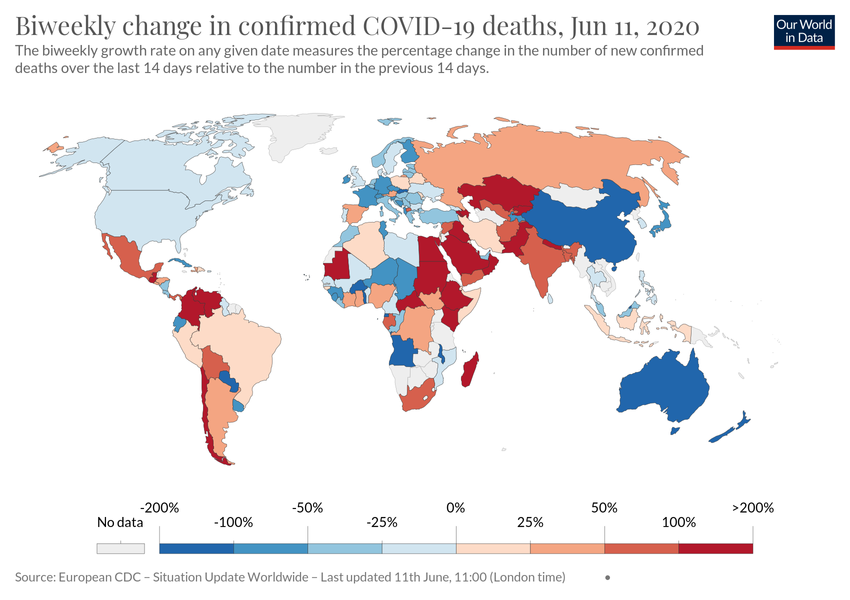 Biweekly change in confirmed COVID-19 deaths, Jun 11, 2020
Our World
in Data
The biweekly growth rate on any given date measures the percentage change in the number of new confirmed
deaths over the last 14 days relative to the number in the previous 14 days.
-200% -50% 0% 50% >200%
No data -100% -25% 25% 100%
Source: European CDC – Situation Update Worldwide – Last updated 11th June, 11:00 (London time) •